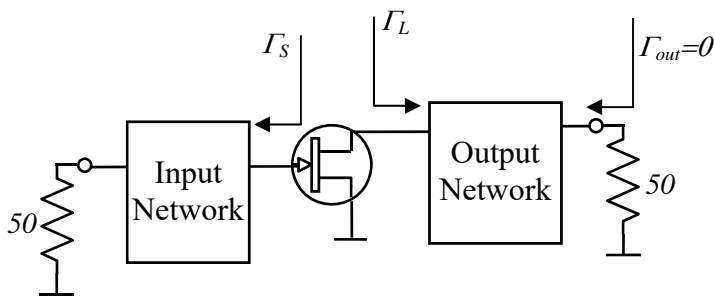 Γ_S
Γ_L
Γ_out=0
Input
Network
Output
Network
50
50